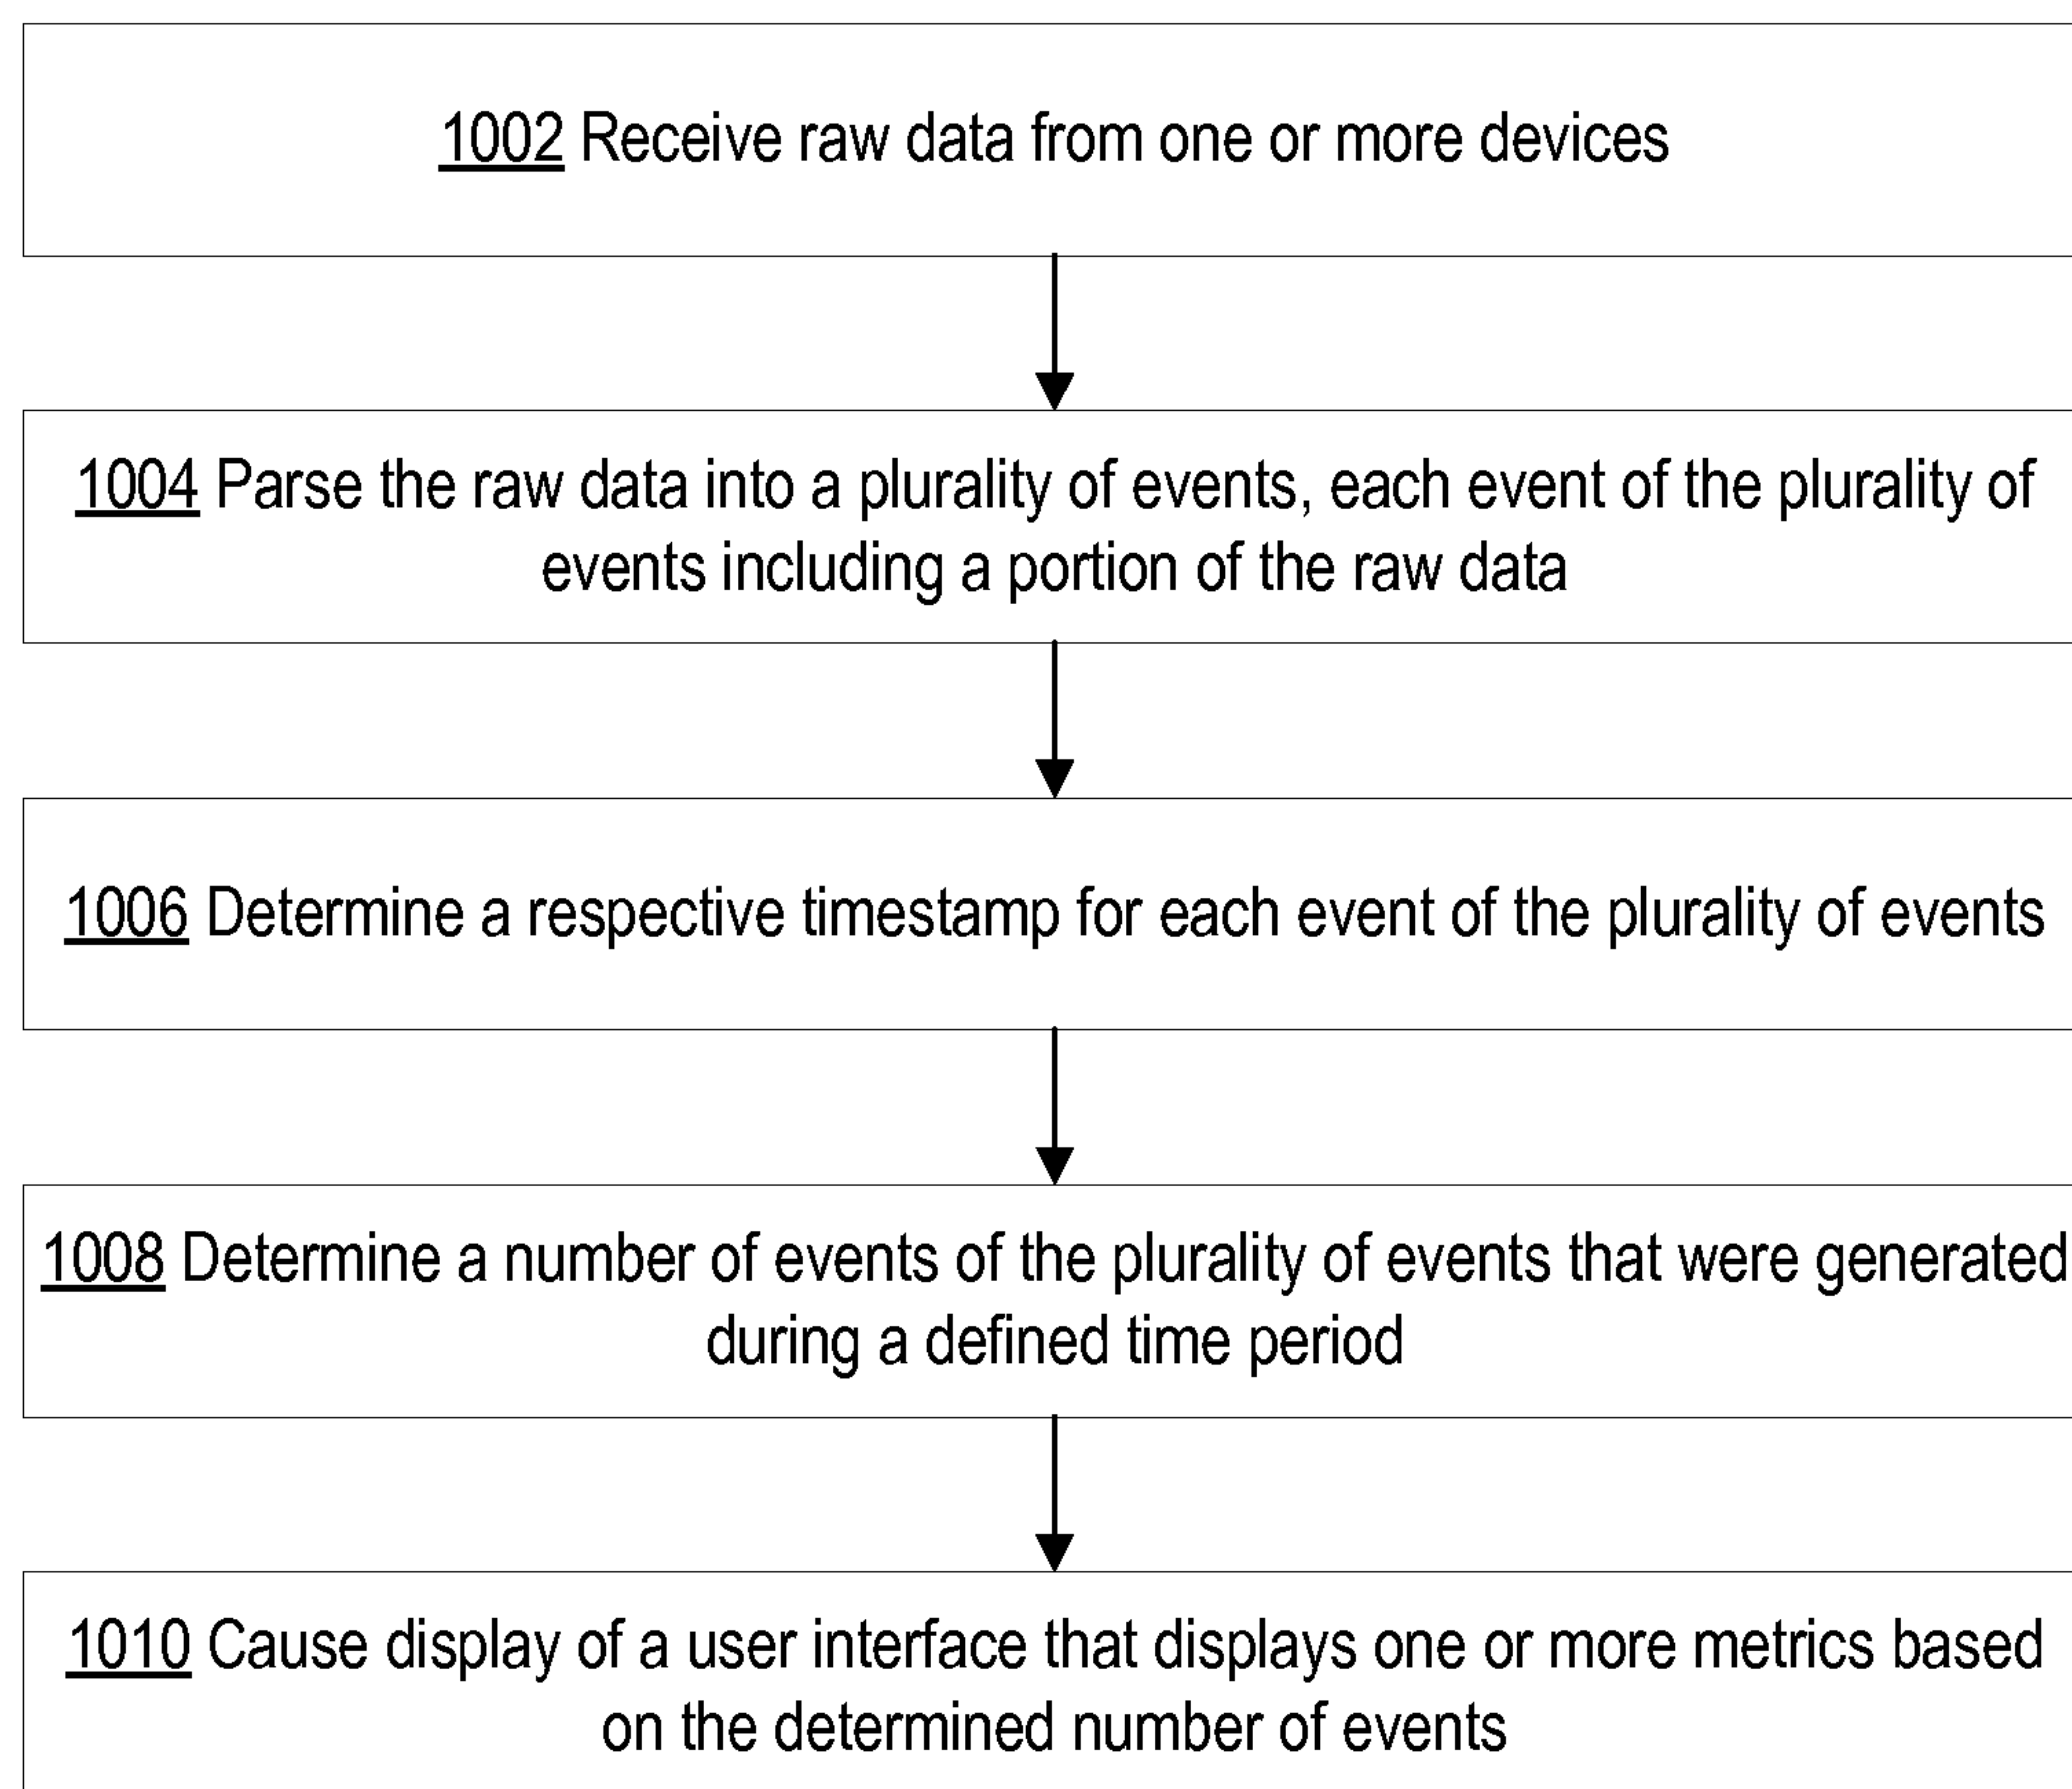 1002 Receive raw data from one or more devices
1004 Parse the raw data into a plurality of events, each event of the plurality of
events including a portion of the raw data
1006 Determine a respective timestamp for each event of the plurality of events
1008 Determine a number of events of the plurality of events that were generated
during a defined time period
1010 Cause display of a user interface that displays one or more metrics based
on the determined number of events